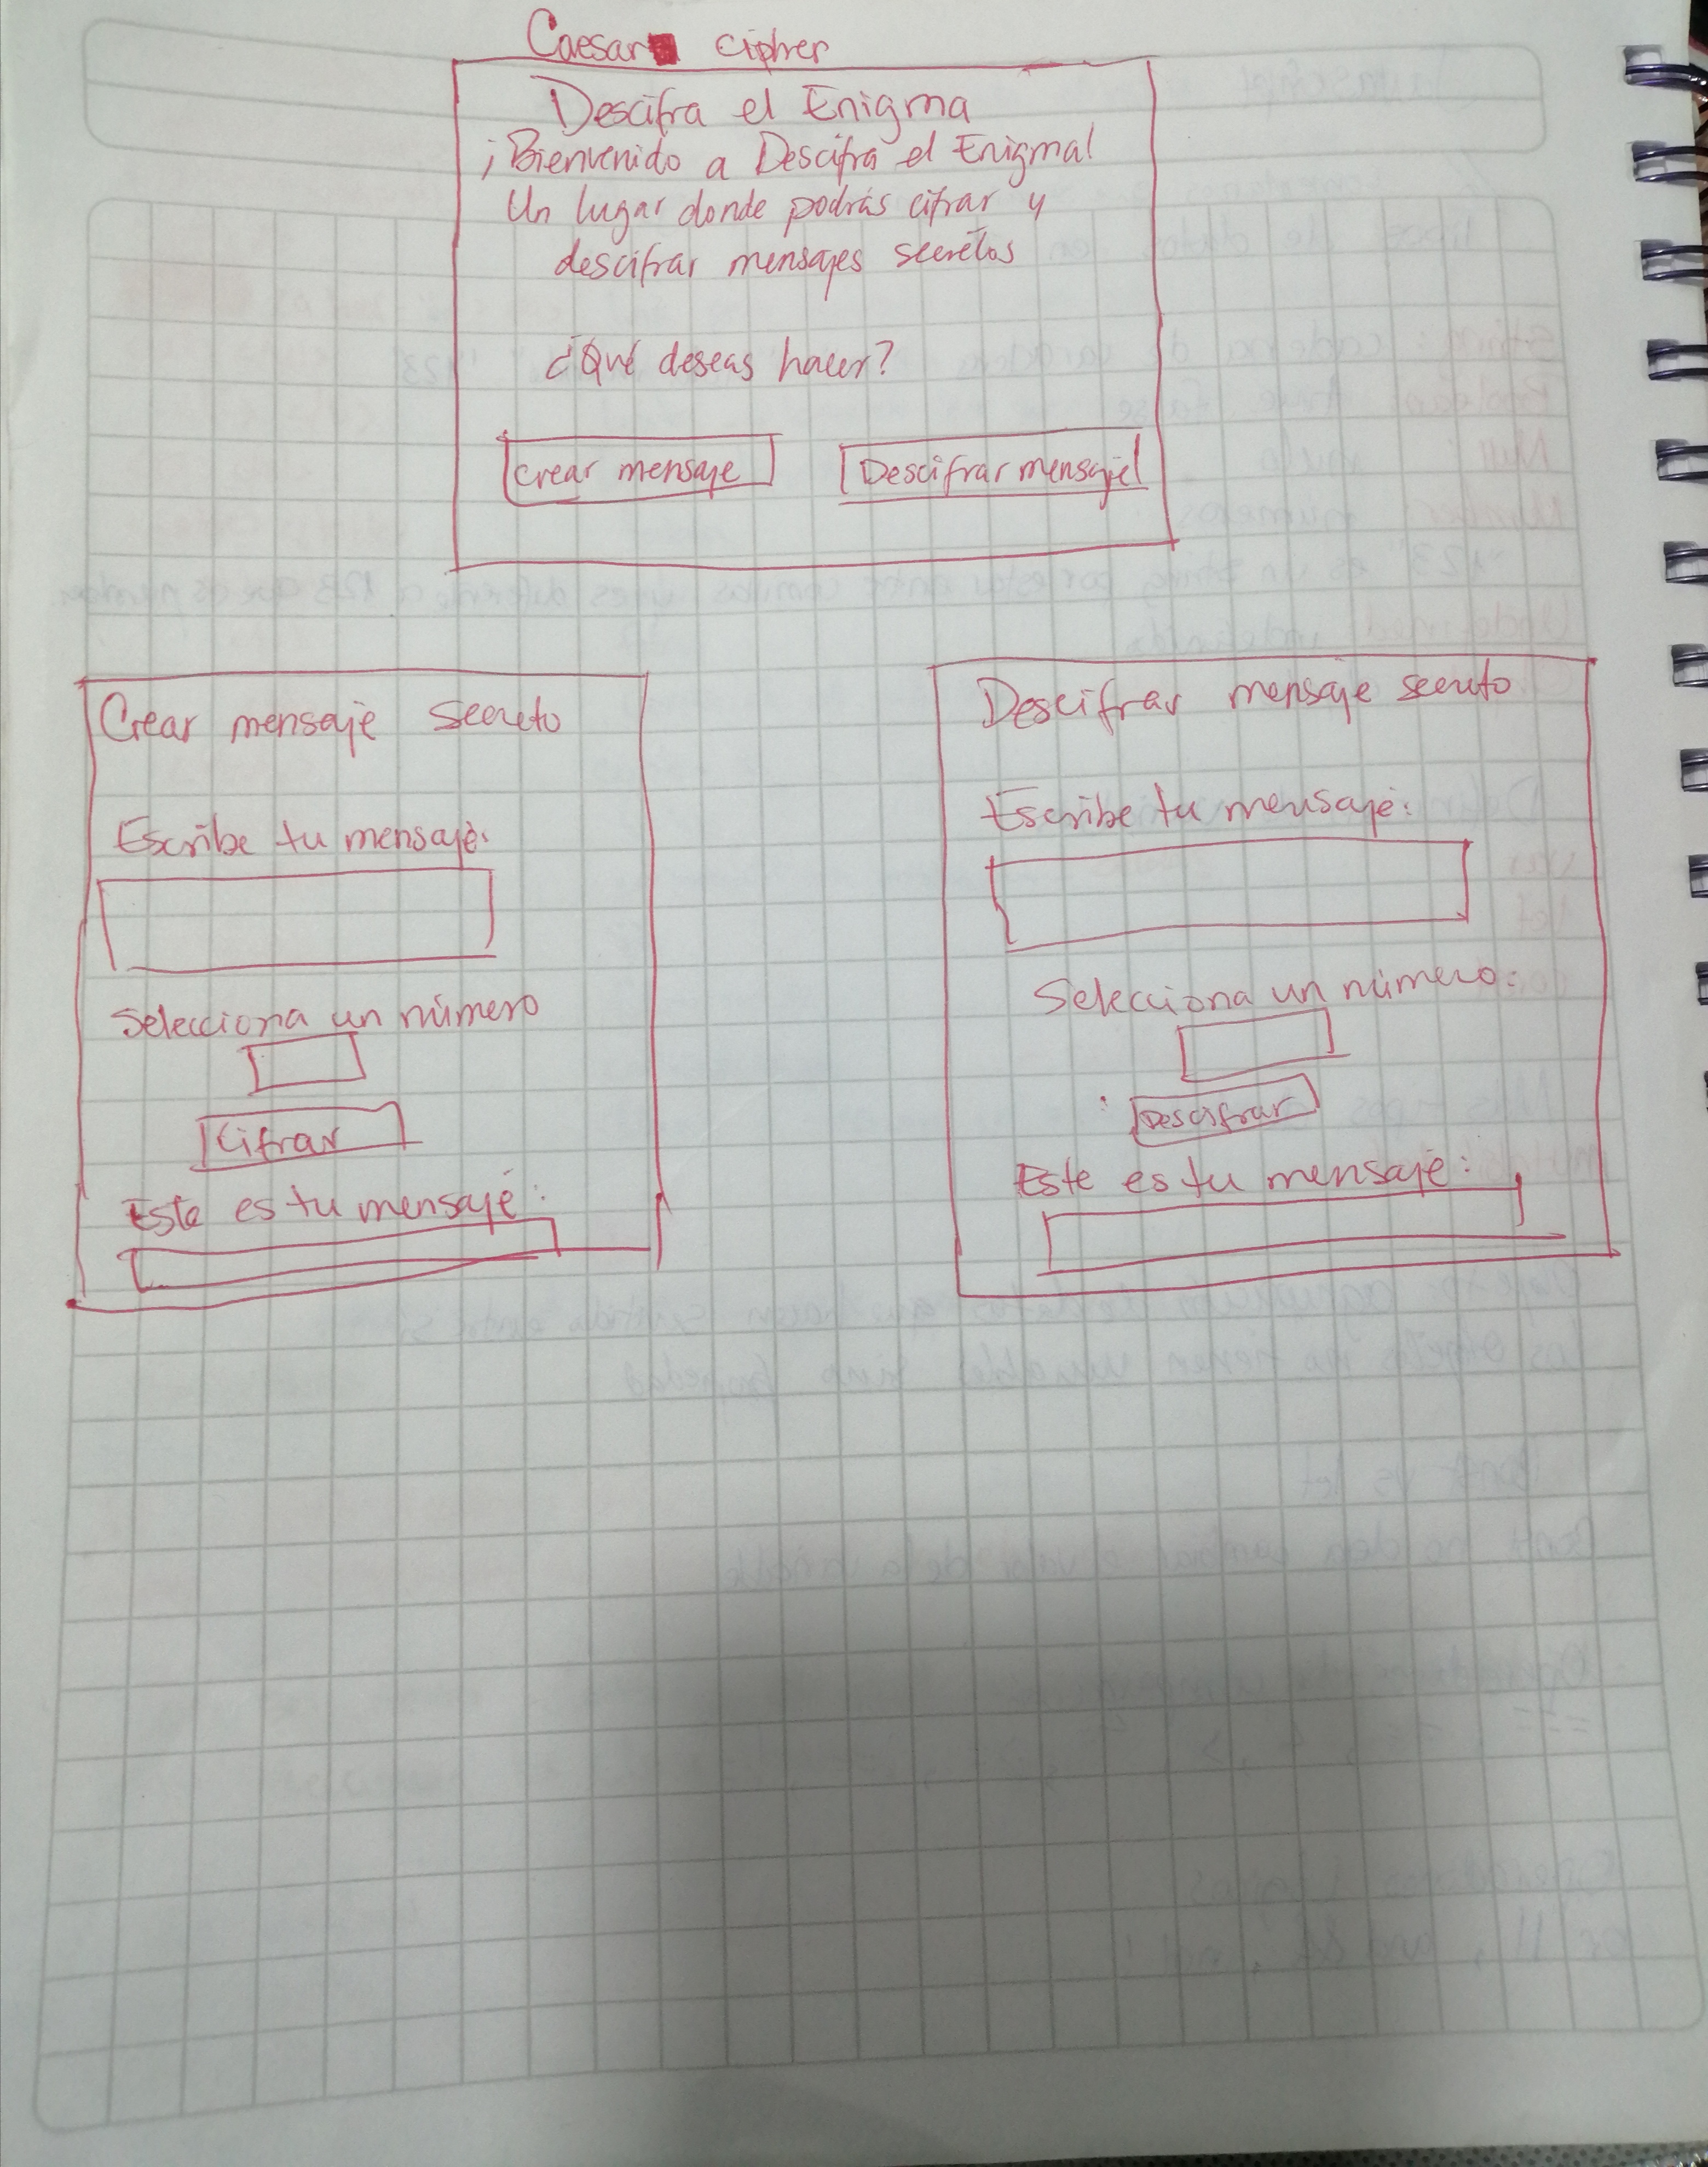 Caesar cipher
Descifra el Enigma
¡Bienvenido a Descifra el Enigma!
Un lugar donde podrás cifrar y
descifrar mensajes secretos
¿Qué deseas hacer?
Crear mensaje
Descifrar mensaje
Crear mensaje secreto
Escribe tu mensaje:
Selecciona un número
Cifrar
Este es tu mensaje:
Descifrar mensaje secreto
Escribe tu mensaje:
Selecciona un número:
Descifrar
Este es tu mensaje: